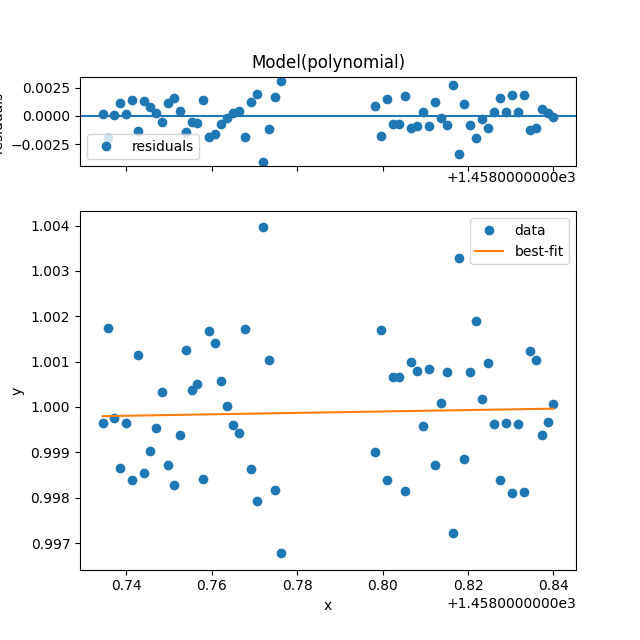 Model(polynomial)
0.0025
0.0000
−0.0025
residuals
residuals
+1.4580000000e3
1.004
1.003
1.002
1.001
1.000
0.999
0.998
0.997
y
data
best-fit
0.74
0.76
0.78
0.80
0.82
0.84
x
+1.4580000000e3